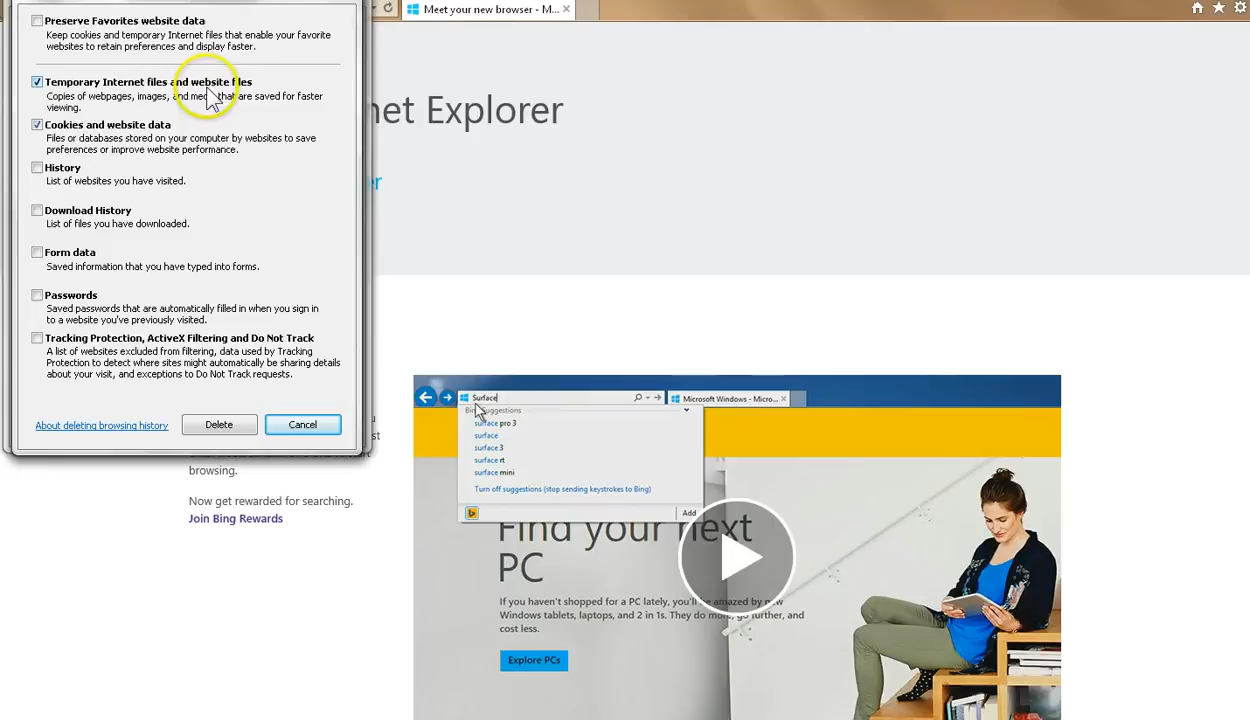 Meet your new browser - M...
Preserve Favorites website data
Keep cookies and temporary Internet files that enable your favorite
websites to retain preferences and display faster.
Temporary Internet files and website files
Copies of webpages, images, and media that are saved for faster
viewing.
Cookies and website data
Files or databases stored on your computer by websites to save
preferences or improve website performance.
History
List of websites you have visited.
Download History
List of files you have downloaded.
Form data
Saved information that you have typed into forms.
Passwords
Saved passwords that are automatically filled in when you sign in
to a website you've previously visited.
Tracking Protection, ActiveX Filtering and Do Not Track
A list of websites excluded from filtering, data used by Tracking
Protection to detect where sites might automatically be sharing details
about your visit, and exceptions to Do Not Track requests.
About deleting browsing history
Delete
Cancel
net Explorer
er
browsing.
Now get rewarded for searching.
Join Bing Rewards
Surface
Microsoft Windows - Micro...
Bing Suggestions
surface pro 3
surface
surface 3
surface rt
surface mini
Turn off suggestions (stop sending keystrokes to Bing)
Add
Find your next
PC
If you haven't shopped for a PC lately, you'll be amazed by new
Windows tablets, laptops, and 2 in 1s. They do more, go further, and
cost less.
Explore PCs